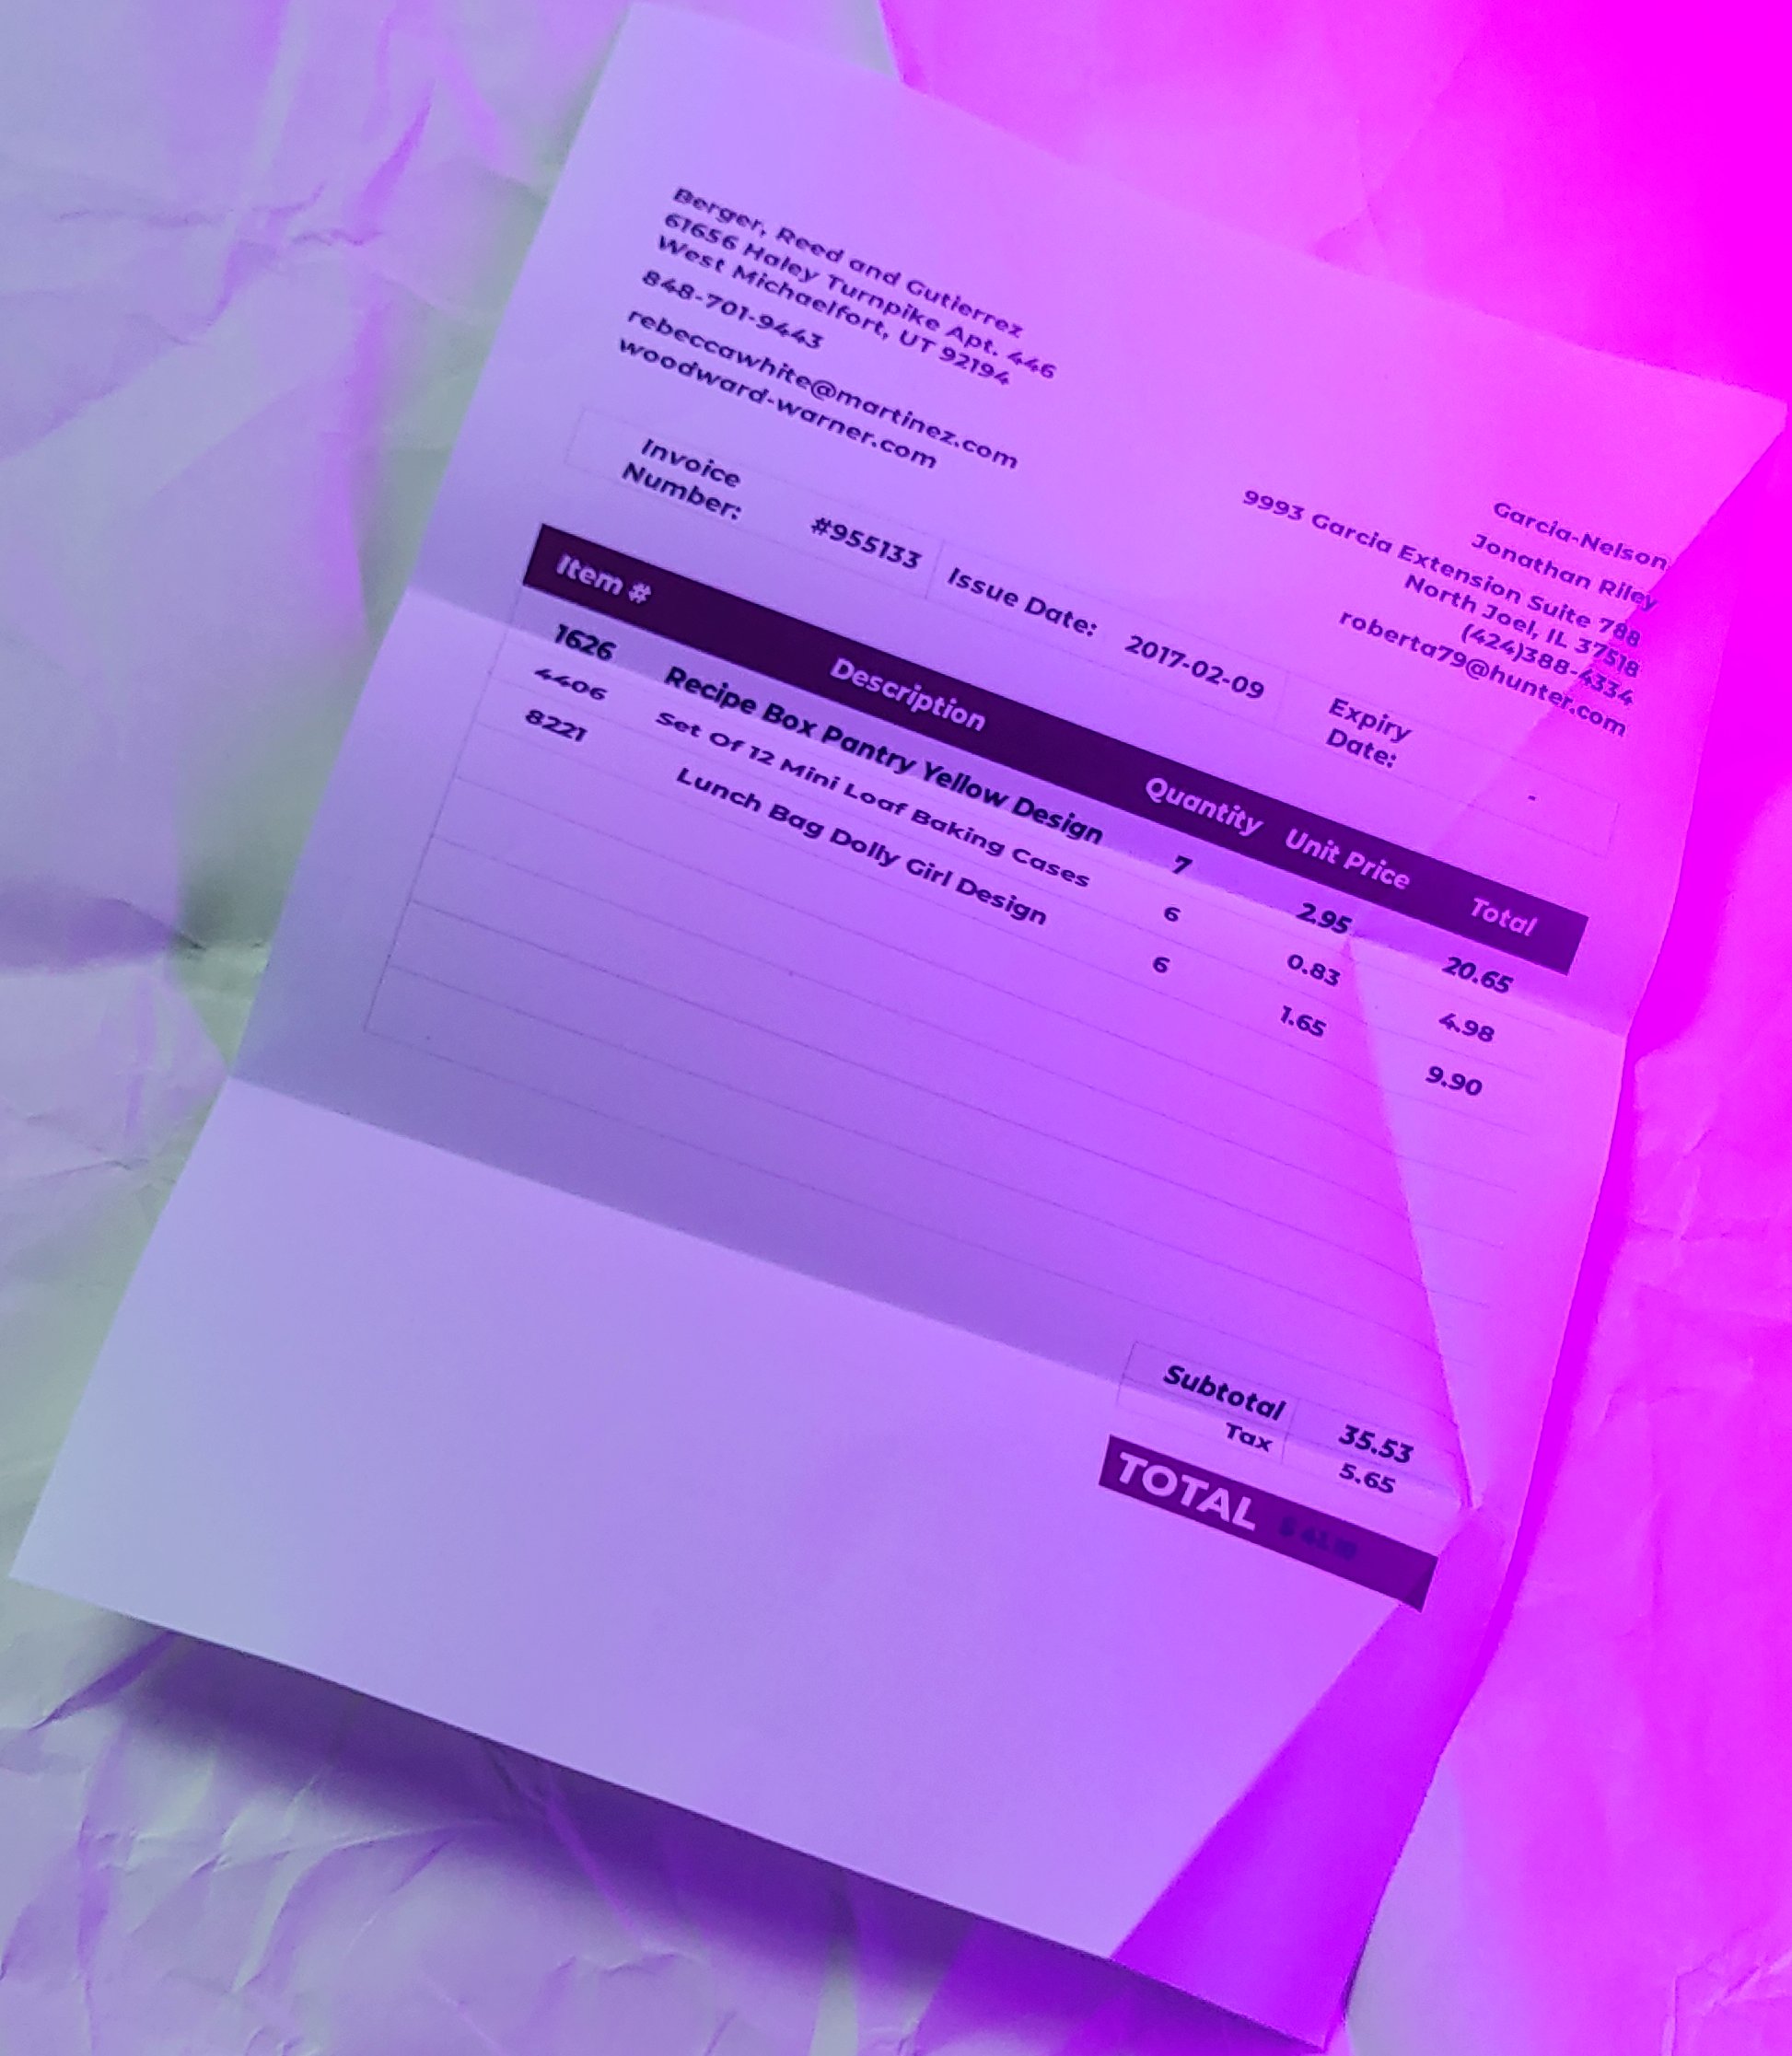 Berger, Reed and Gutierrez
61656 Haley Turnpike Apt. 446
West Michaelfort, UT 92194
848-701-9443
rebeccawhite@martinez.com
woodward-warner.com
Garcia-Nelson
Jonathan Riley
9993 Garcia Extension Suite 788
North Joel, IL 37518
(424)388-4334
roberta79@hunter.com
Invoice Number: #955133 Issue Date: 2017-02-09 Expiry Date: -
Item # Description Quantity Unit Price Total
1626 Recipe Box Pantry Yellow Design 7 2.95 20.65
4406 Set Of 12 Mini Loaf Baking Cases 6 0.83 4.98
8221 Lunch Bag Dolly Girl Design 6 1.65 9.90
Subtotal 35.53
Tax 5.65
TOTAL